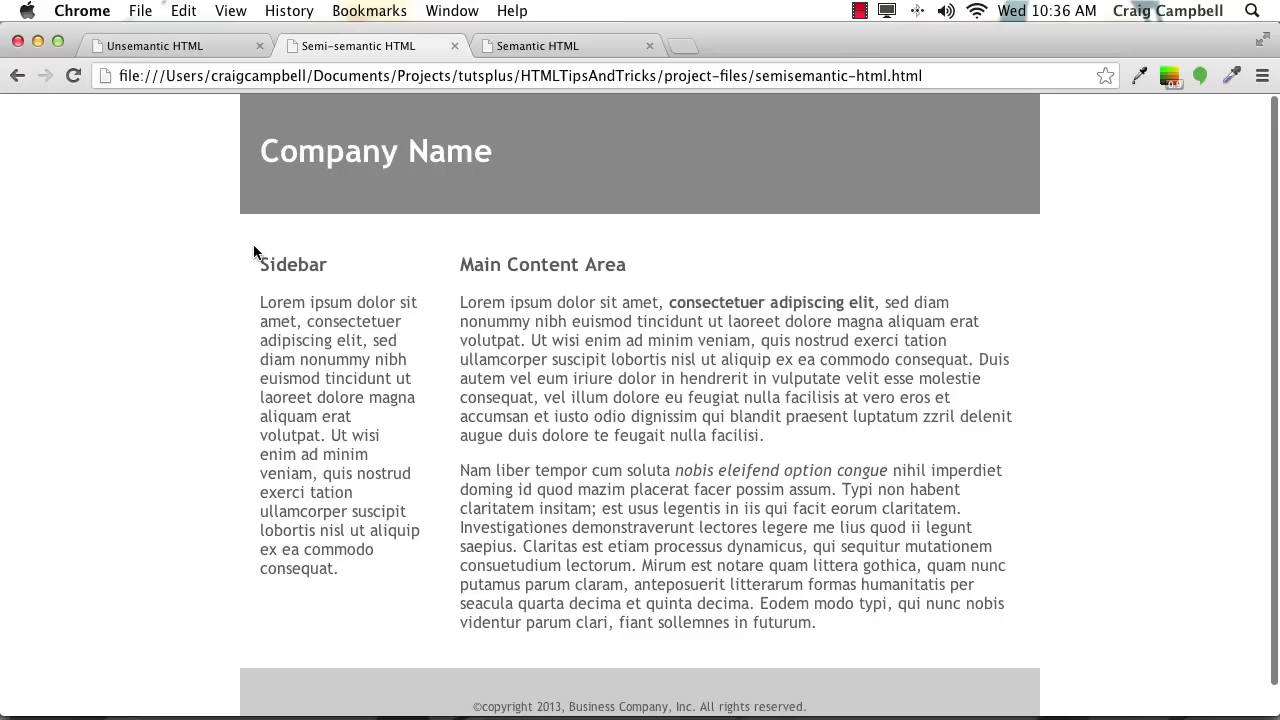 Chrome File Edit View History Bookmarks Window Help Wed 10:36 AM Craig Campbell
Unsemantic HTML Semi-semantic HTML Semantic HTML
file:///Users/craigcampbell/Documents/Projects/tutsplus/HTMLTipsAndTricks/project-files/semisemantic-html.html
Company Name
Sidebar
Lorem ipsum dolor sit
amet, consectetuer
adipiscing elit, sed
diam nonummy nibh
euismod tincidunt ut
laoreet dolore magna
aliquam erat
volutpat. Ut wisi
enim ad minim
veniam, quis nostrud
exerci tation
ullamcorper suscipit
lobortis nisl ut aliquip
ex ea commodo
consequat.
Main Content Area
Lorem ipsum dolor sit amet, consectetuer adipiscing elit, sed diam
nonummy nibh euismod tincidunt ut laoreet dolore magna aliquam erat
volutpat. Ut wisi enim ad minim veniam, quis nostrud exerci tation
ullamcorper suscipit lobortis nisl ut aliquip ex ea commodo consequat. Duis
autem vel eum iriure dolor in hendrerit in vulputate velit esse molestie
consequat, vel illum dolore eu feugiat nulla facilisis at vero eros et
accumsan et iusto odio dignissim qui blandit praesent luptatum zzril delenit
augue duis dolore te feugait nulla facilisi.
Nam liber tempor cum soluta nobis eleifend option congue nihil imperdiet
doming id quod mazim placerat facer possim assum. Typi non habent
claritatem insitam; est usus legentis in iis qui facit eorum claritatem.
Investigationes demonstraverunt lectores legere me lius quod ii legunt
saepius. Claritas est etiam processus dynamicus, qui sequitur mutationem
consuetudium lectorum. Mirum est notare quam littera gothica, quam nunc
putamus parum claram, anteposuerit litterarum formas humanitatis per
seacula quarta decima et quinta decima. Eodem modo typi, qui nunc nobis
videntur parum clari, fiant sollemnes in futurum.
©copyright 2013, Business Company, Inc. All rights reserved.